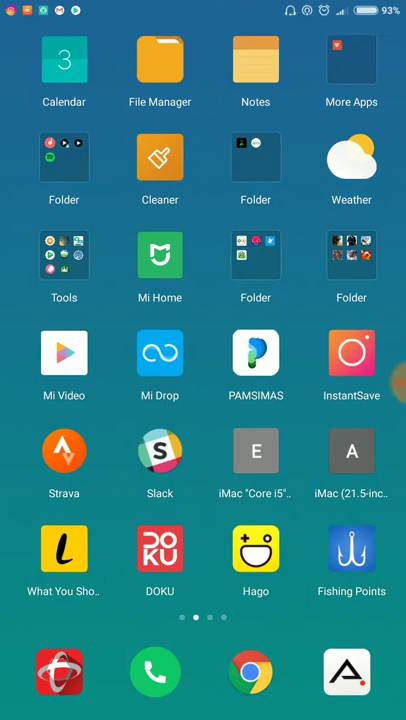 93%
3
Calendar
File Manager
Notes
More Apps
Folder
Cleaner
Folder
Weather
Tools
Mi Home
Folder
Folder
Mi Video
Mi Drop
PAMSIMAS
InstantSave
S
E
A
Strava
Slack
iMac "Core i5"..
iMac (21.5-inc..
L
DO
KU
What You Sho..
DOKU
Hago
Fishing Points